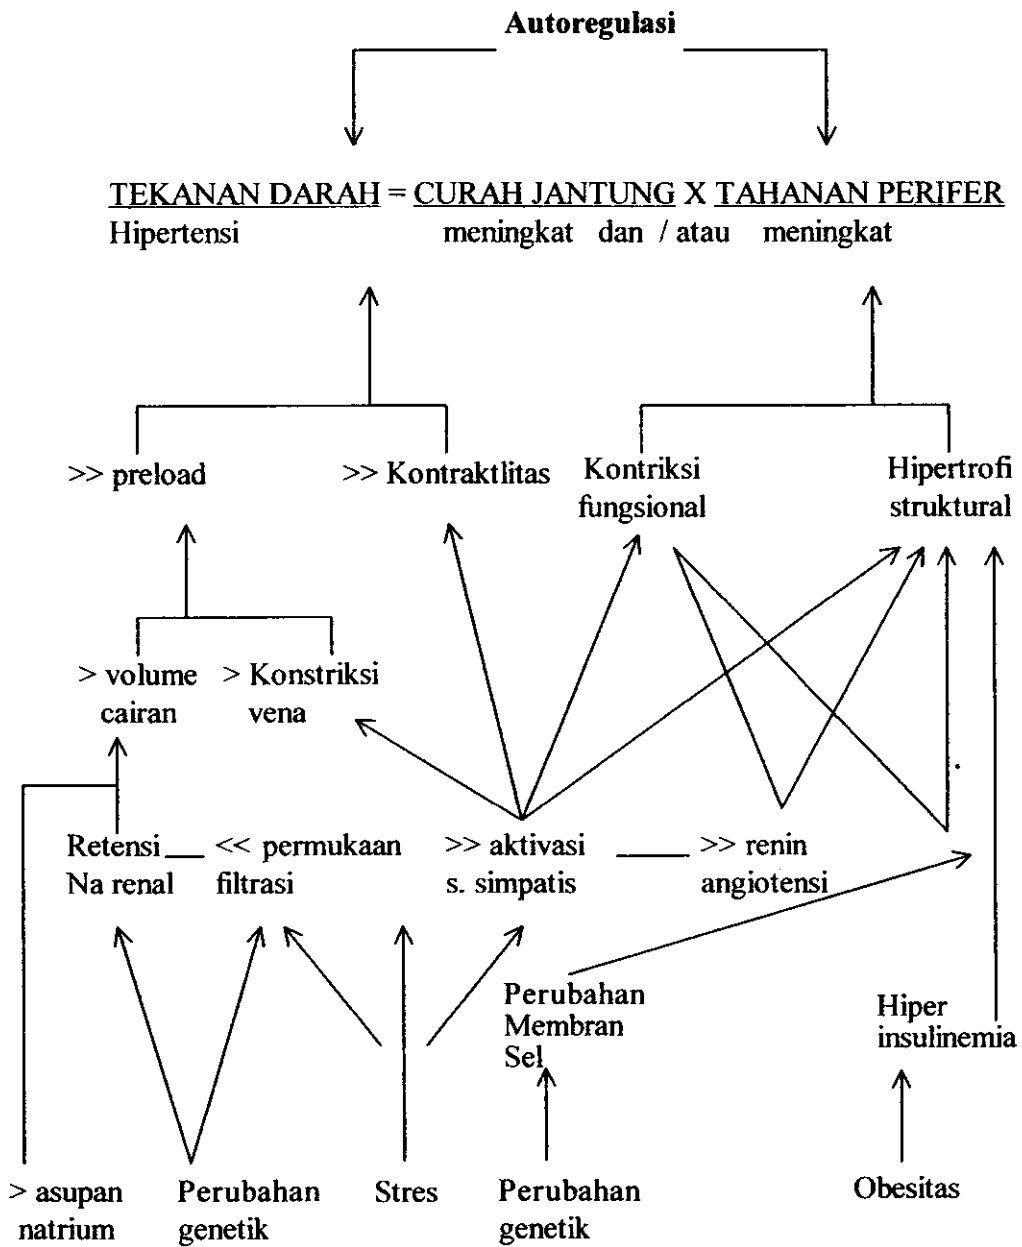 Autoregulasi
TEKANAN DARAH = CURAH JANTUNG X TAHANAN PERIFER
Hipertensi meningkat dan / atau meningkat
>> preload >> Kontraktlitas Kontriksi Hipertrofi
fungsional struktural
> volume > Konstriksi
cairan vena
Retensi << permukaan >> aktivasi >> renin
Na renal filtrasi s. simpatis angiotensi
Perubahan Hiper
Membran insulinemia
Sel
> asupan Perubahan Stres Perubahan Obesitas
natrium genetik genetik